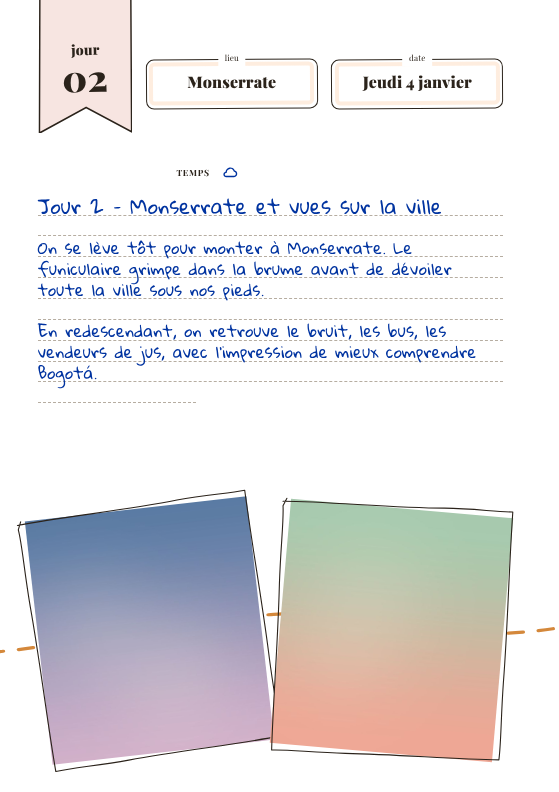 jour
02
lieu
Monserrate
date
Jeudi 4 janvier
TEMPS
Jour 2 - Monserrate et vues sur la ville
On se lève tôt pour monter à Monserrate. Le
funiculaire grimpe dans la brume avant de dévoiler
toute la ville sous nos pieds.
En redescendant, on retrouve le bruit, les bus, les
vendeurs de jus, avec l'impression de mieux comprendre
Bogotá.